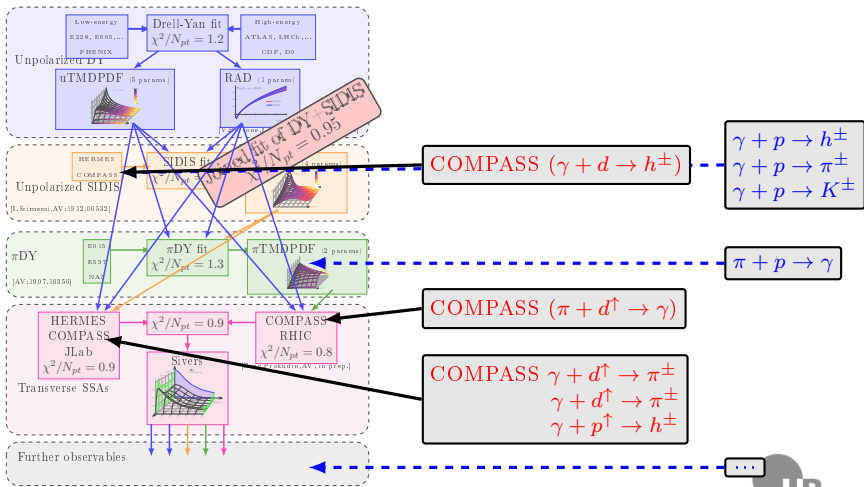 Low-energy
E228, E605,...
PHENIX
Drell-Yan fit
χ²/N_pt = 1.2
High-energy
ATLAS, LHCb,...
CDF, D0
Unpolarized DY
uTMDPDF [5 params]
RAD [1 param]
Joined fit of DY+SIDIS
χ²/N_pt = 0.95
HERMES
COMPASS
SIDIS fit
Unpolarized SIDIS
[I.Scimemi,AV;1912.06532]
COMPASS (γ + d → h±)
γ + p → h±
γ + p → π±
γ + p → K±
πDY
E615
E537
πDY fit
χ²/N_pt = 1.3
πTMDPDF [2 params]
[AV;1907.10356]
π + p → γ
COMPASS (π + d↑ → γ)
HERMES
COMPASS
JLab
χ²/N_pt = 0.9
χ²/N_pt = 0.9
COMPASS
RHIC
χ²/N_pt = 0.8
Sivers
Transverse SSAs
COMPASS γ + d↑ → π±
γ + d↑ → π±
γ + p↑ → h±
Further observables
...
UR